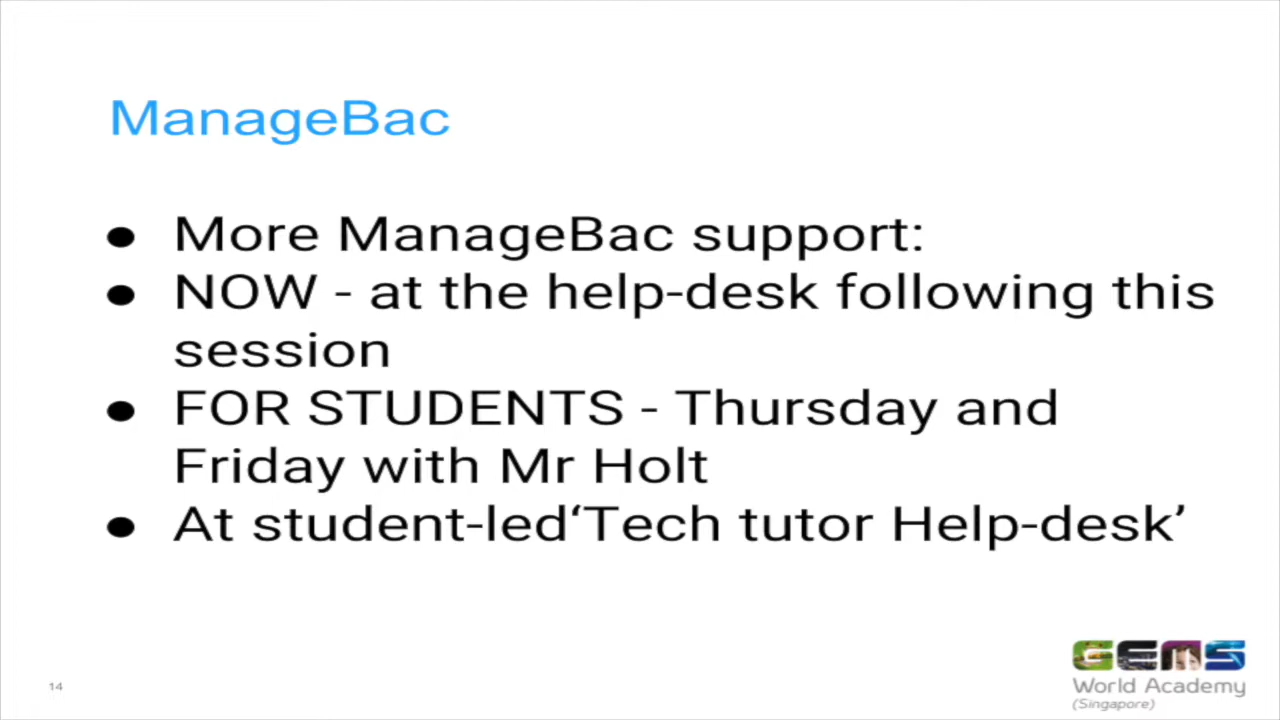 ManageBac
● More ManageBac support:
● NOW - at the help-desk following this
session
● FOR STUDENTS - Thursday and
Friday with Mr Holt
● At student-led‘Tech tutor Help-desk’
14
GEMS
World Academy
(Singapore)